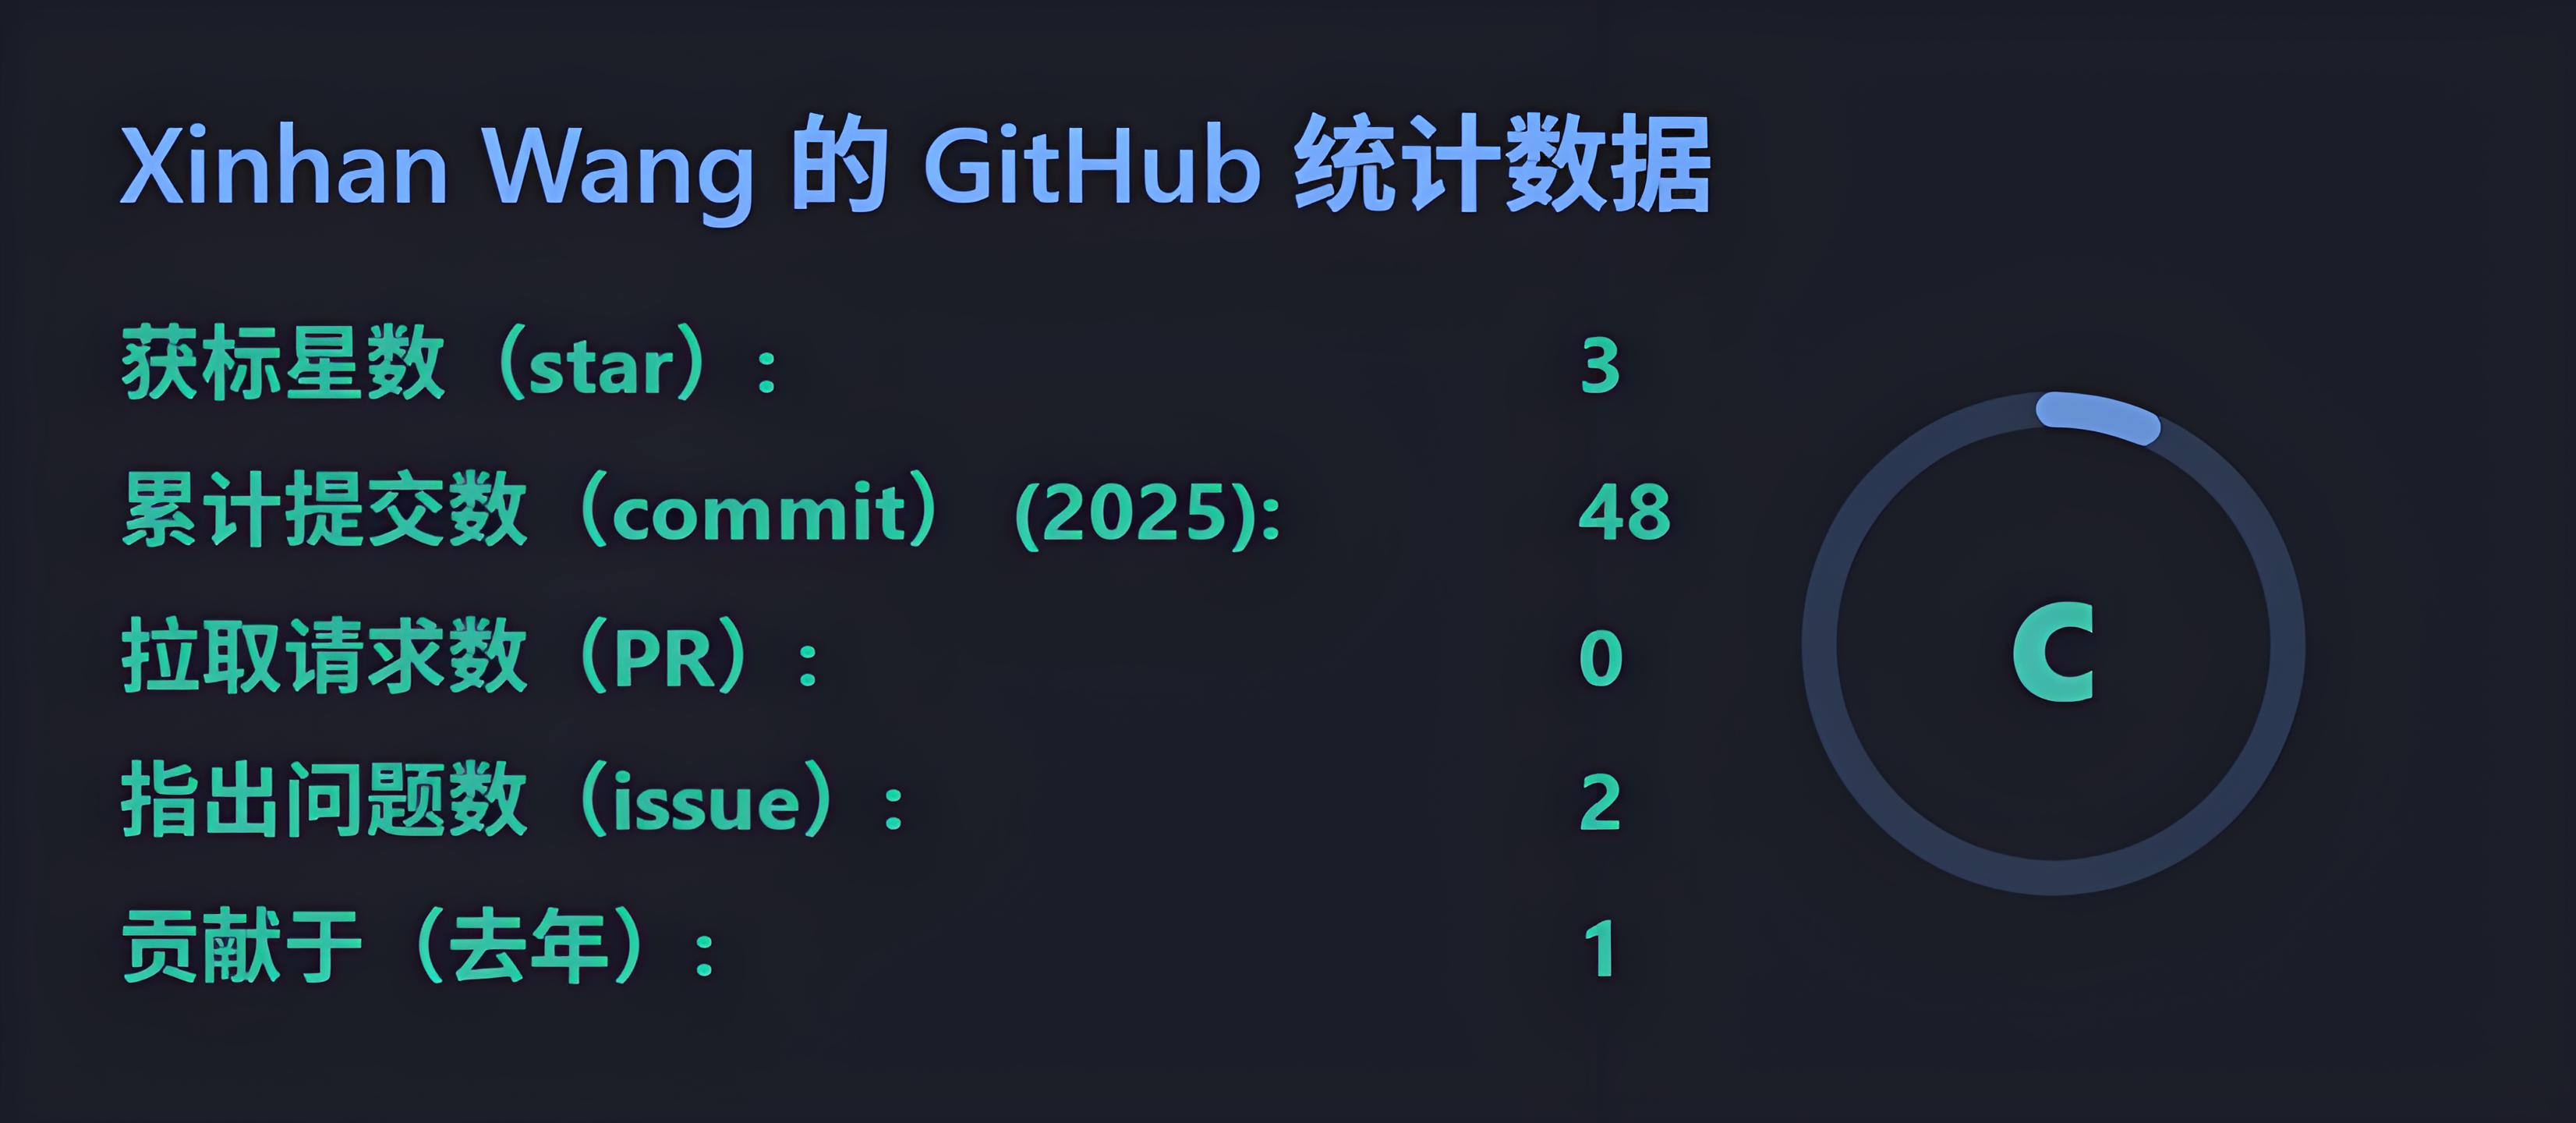 Xinhan Wang 的 GitHub 统计数据
获标星数（star）： 3
累计提交数（commit） (2025): 48
拉取请求数（PR）： 0
指出问题数（issue）： 2
贡献于（去年）： 1
C